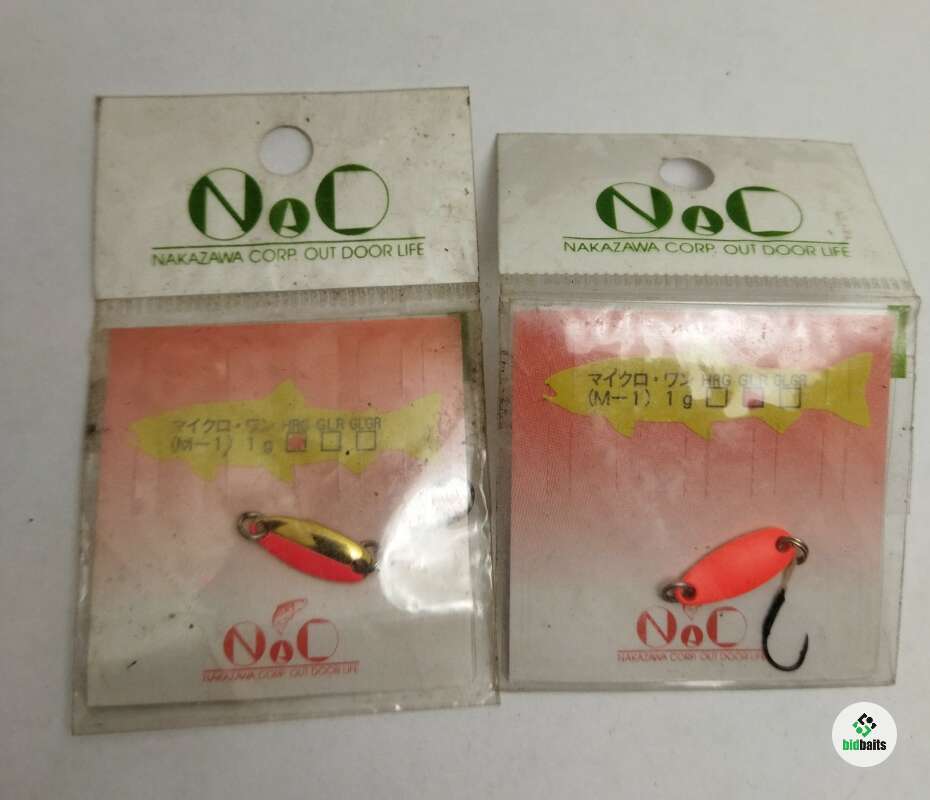 NAC
NAKAZAWA CORP. OUT DOOR LIFE
マイクロ・ワン HRG GLR GLGR
(M-1) 1g
NAC
NAKAZAWA CORP. OUT DOOR LIFE
NAC
NAKAZAWA CORP. OUT DOOR LIFE
マイクロ・ワン HRG GLR GLGR
(M-1) 1g
NAC
NAKAZAWA CORP. OUT DOOR LIFE
bidbaits